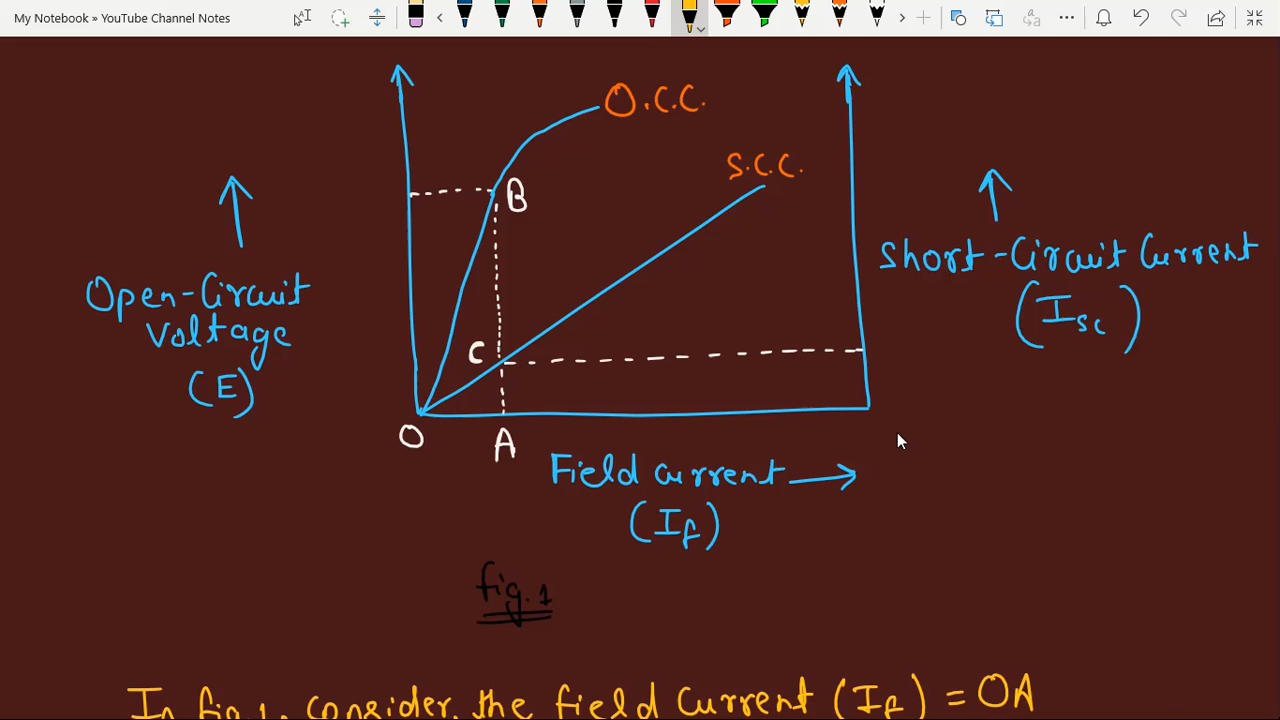 My Notebook » YouTube Channel Notes
O.C.C.
S.C.C.
B
Short-Circuit Current
(Isc)
Open-Circuit
Voltage
(E)
C
O
A
Field current
(If)
fig.1
In fig.1, consider the field current (If) = OA